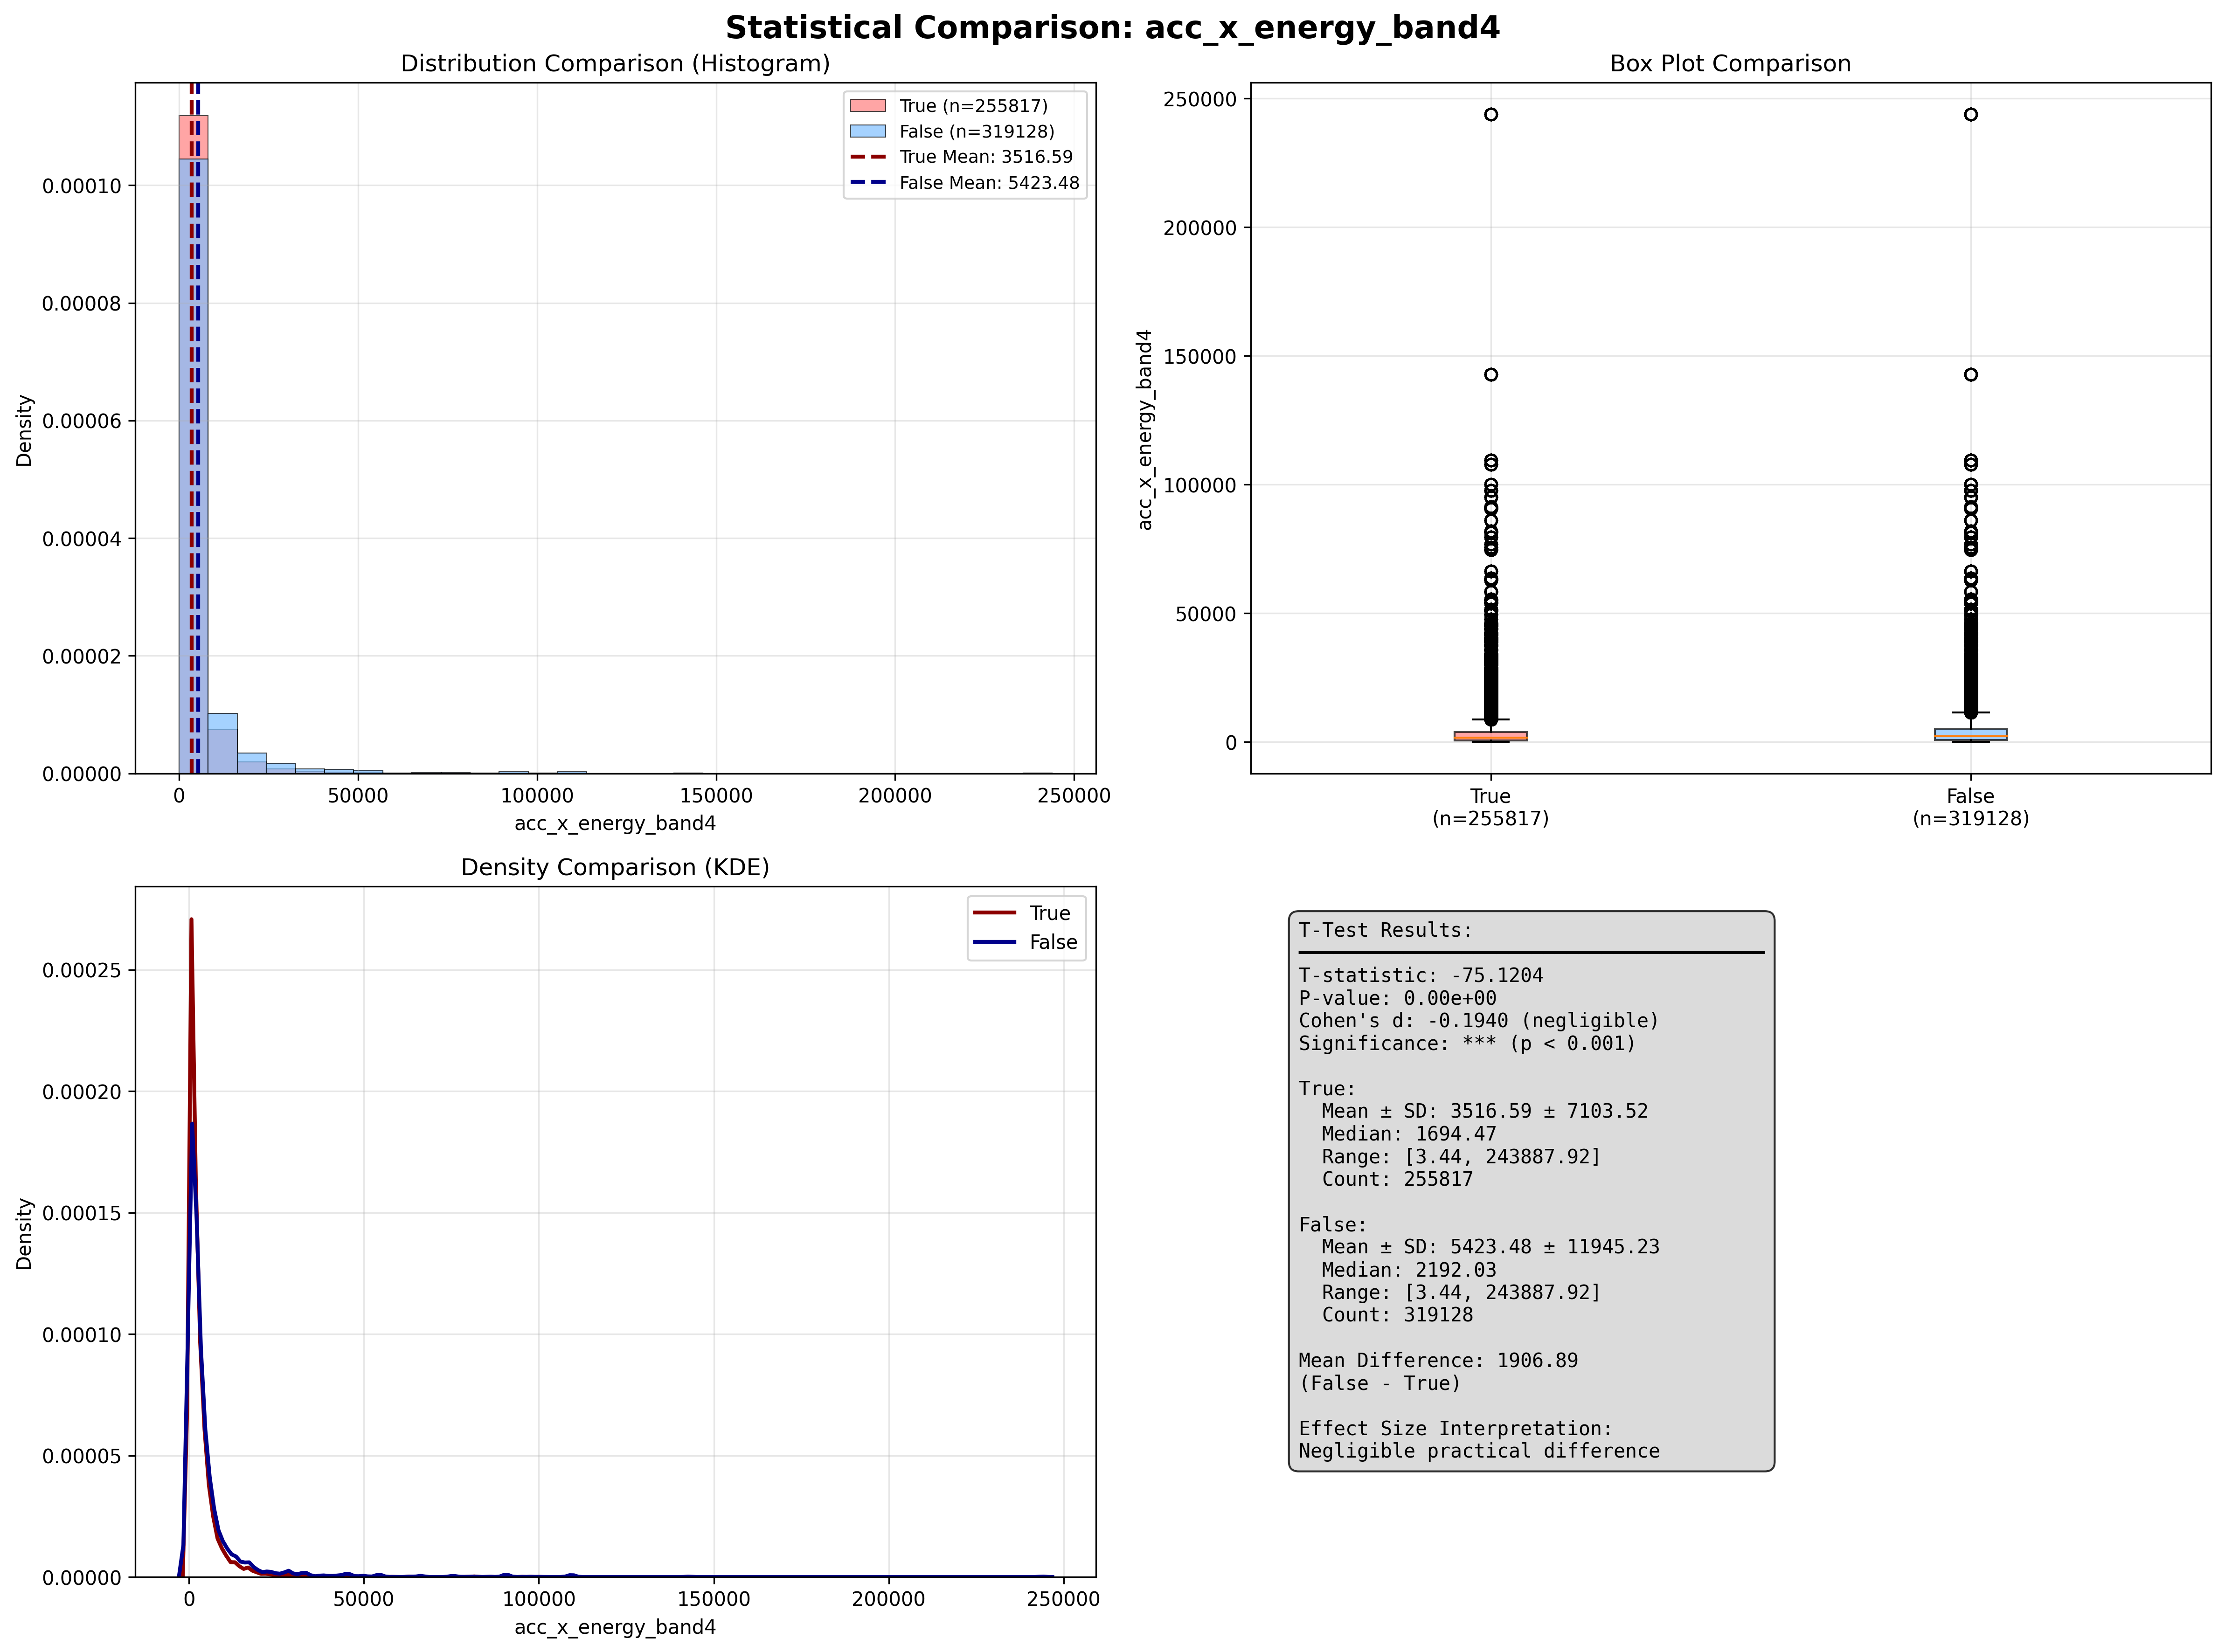 Statistical Comparison: acc_x_energy_band4
Distribution Comparison (Histogram)
True (n=255817)
False (n=319128)
True Mean: 3516.59
False Mean: 5423.48
0.00010
0.00008
0.00006
0.00004
0.00002
0.00000
Density
0
50000
100000
150000
200000
250000
acc_x_energy_band4
Box Plot Comparison
250000
200000
150000
100000
50000
0
acc_x_energy_band4
True
(n=255817)
False
(n=319128)
Density Comparison (KDE)
True
False
0.00025
0.00020
0.00015
0.00010
0.00005
0.00000
Density
0
50000
100000
150000
200000
250000
acc_x_energy_band4
T-Test Results:
T-statistic: -75.1204
P-value: 0.00e+00
Cohen's d: -0.1940 (negligible)
Significance: *** (p < 0.001)
True:
Mean ± SD: 3516.59 ± 7103.52
Median: 1694.47
Range: [3.44, 243887.92]
Count: 255817
False:
Mean ± SD: 5423.48 ± 11945.23
Median: 2192.03
Range: [3.44, 243887.92]
Count: 319128
Mean Difference: 1906.89
(False - True)
Effect Size Interpretation:
Negligible practical difference